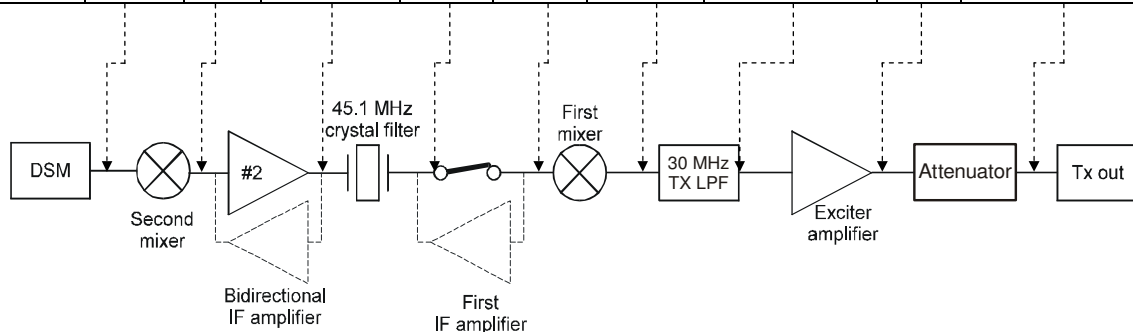 45.1 MHz
crystal filter
First
mixer
DSM
#2
30 MHz
TX LPF
Attenuator
Tx out
Second
mixer
Exciter
amplifier
Bidirectional
IF amplifier
First
IF amplifier